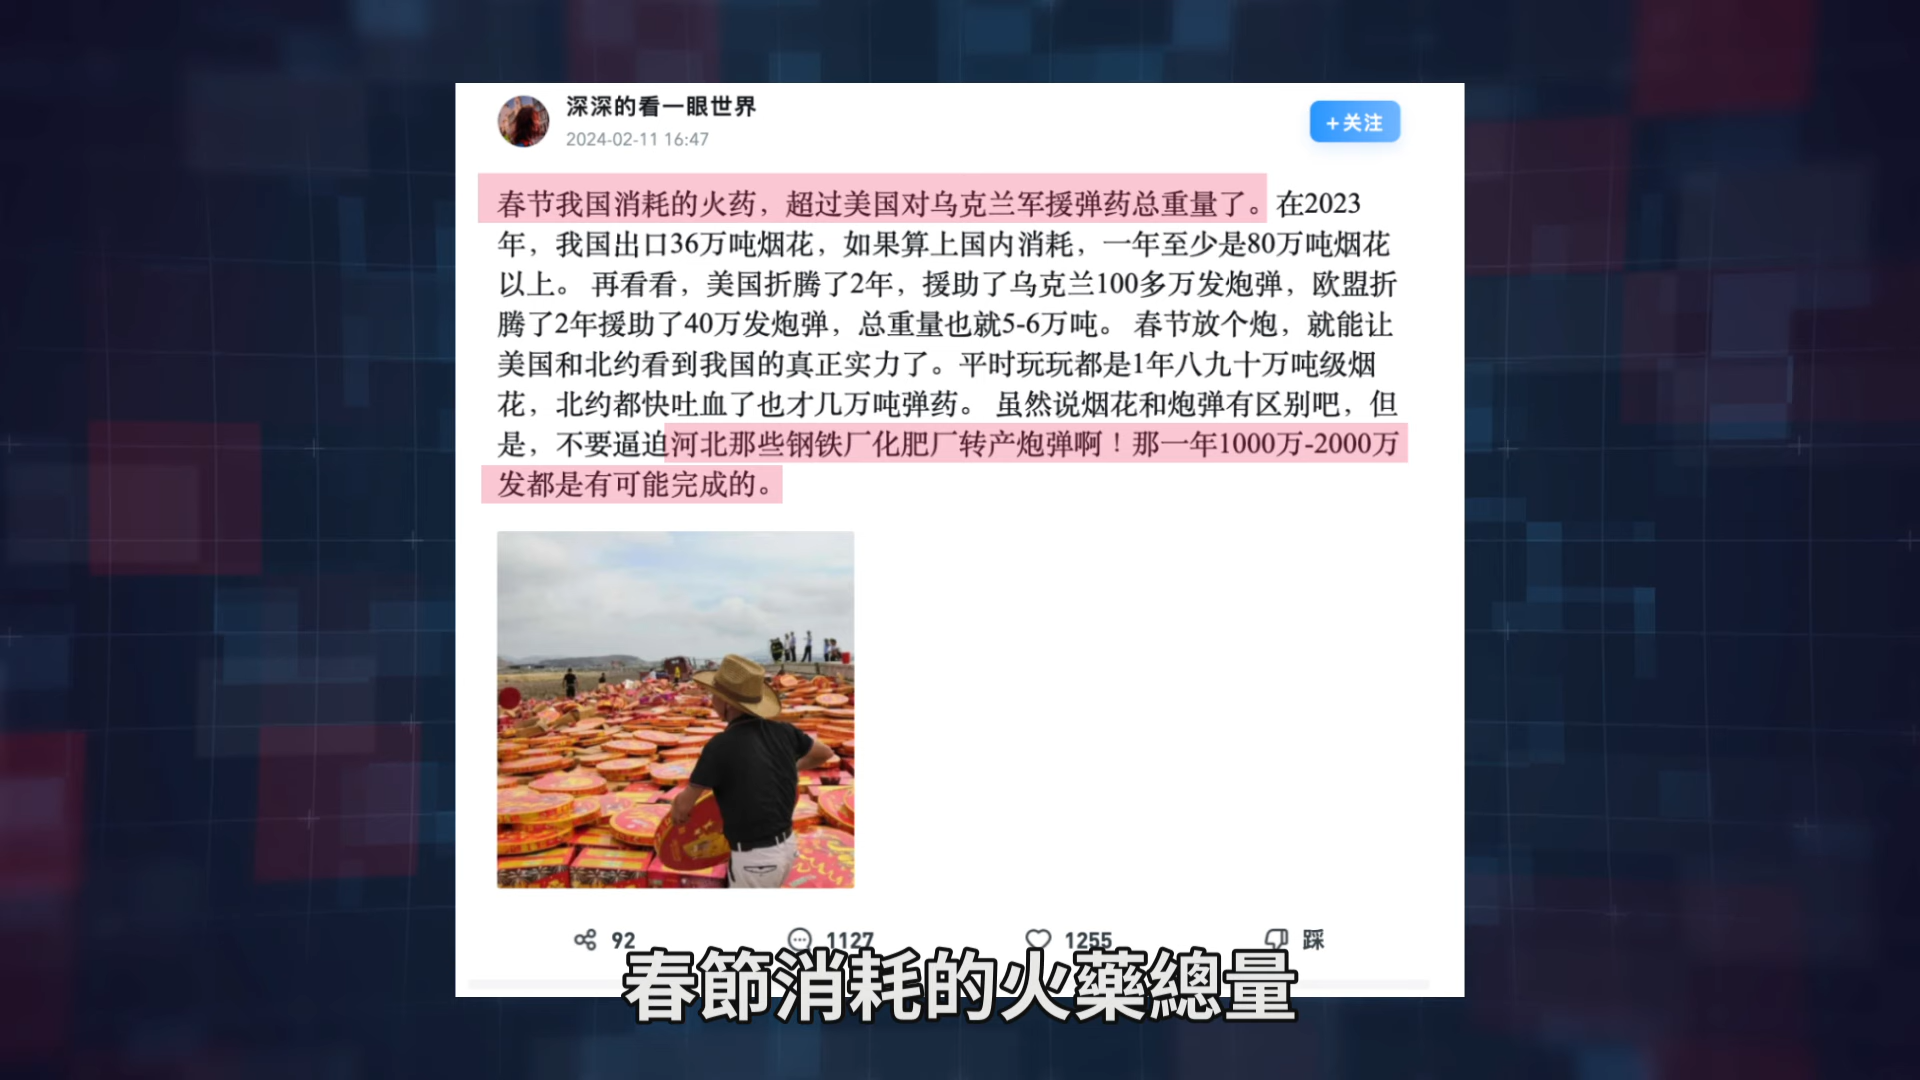 深深的看一眼世界
2024-02-11 16:47
+关注
春节我国消耗的火药，超过美国对乌克兰军援弹药总重量了。在2023
年，我国出口36万吨烟花，如果算上国内消耗，一年至少是80万吨烟花
以上。 再看看，美国折腾了2年，援助了乌克兰100多万发炮弹，欧盟折
腾了2年援助了40万发炮弹，总重量也就5-6万吨。 春节放个炮，就能让
美国和北约看到我国的真正实力了。平时玩玩都是1年八九十万吨级烟
花，北约都快吐血了也才几万吨弹药。 虽然说烟花和炮弹有区别吧，但
是，不要逼迫河北那些钢铁厂化肥厂转产炮弹啊！那一年1000万-2000万
发都是有可能完成的。
92 1127 1255 踩
春節消耗的火藥總量